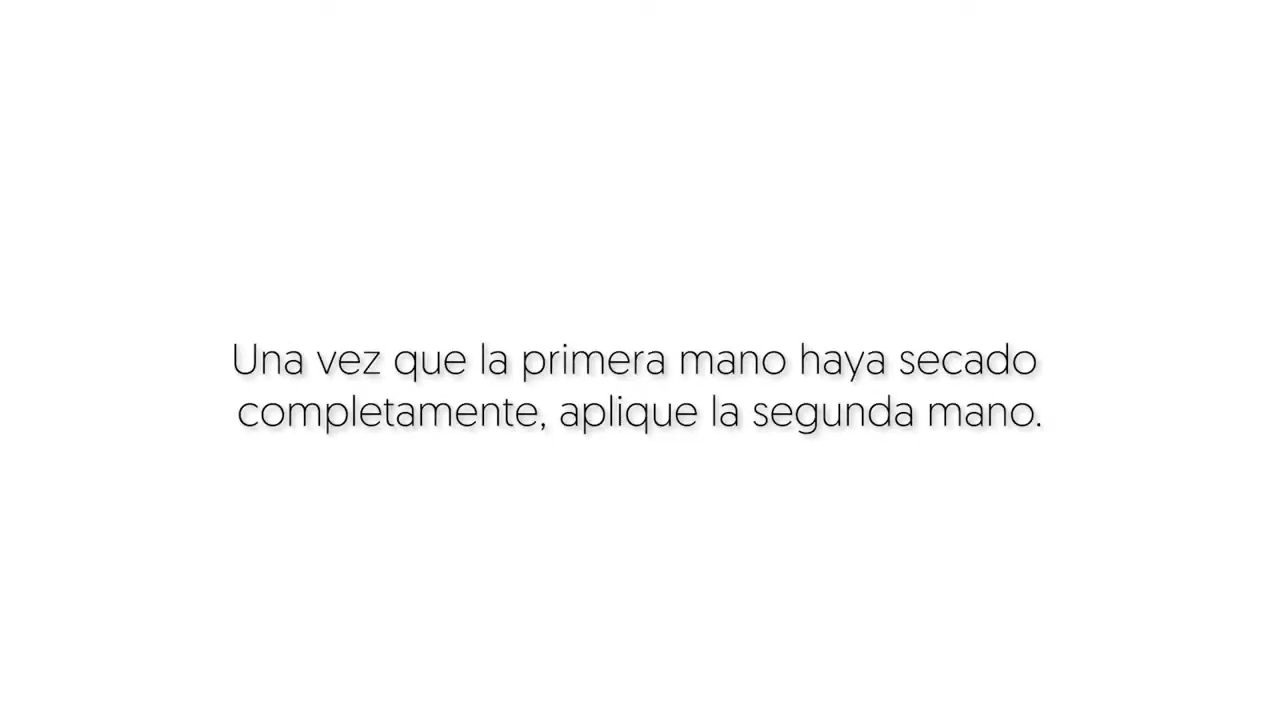 Una vez que la primera mano haya secado
completamente, aplique la segunda mano.